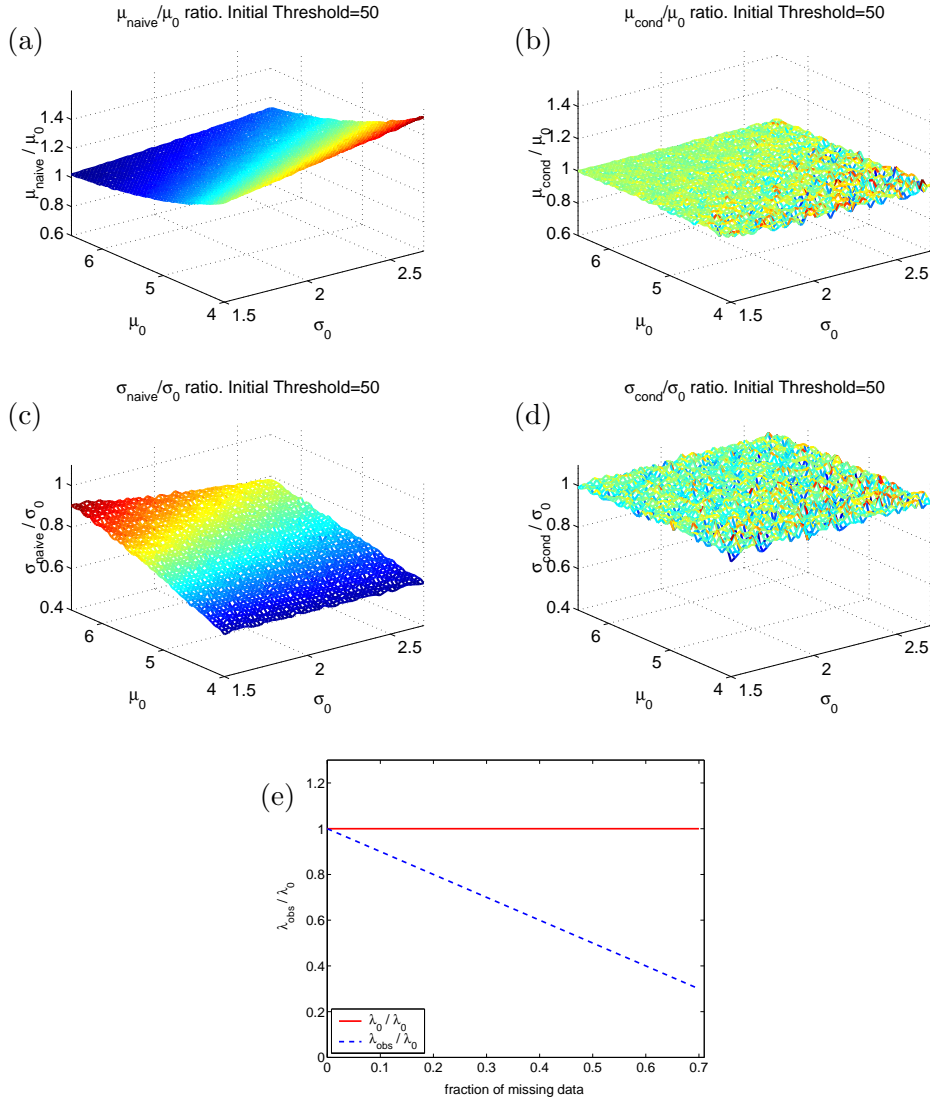 μnaive/μ0 ratio. Initial Threshold=50
(a)
1.4
1.2
1
0.8
0.6
μnaive / μ0
6
5
4
μ0
1.5
2
2.5
σ0
μcond/μ0 ratio. Initial Threshold=50
(b)
1.4
1.2
1
0.8
0.6
μcond / μ0
6
5
4
μ0
1.5
2
2.5
σ0
σnaive/σ0 ratio. Initial Threshold=50
(c)
1
0.8
0.6
0.4
σnaive / σ0
6
5
4
μ0
1.5
2
2.5
σ0
σcond/σ0 ratio. Initial Threshold=50
(d)
1
0.8
0.6
0.4
σcond / σ0
6
5
4
μ0
1.5
2
2.5
σ0
(e)
1.2
1
0.8
0.6
0.4
0.2
0
λobs / λ0
λ0 / λ0
λobs / λ0
0 0.1 0.2 0.3 0.4 0.5 0.6 0.7
fraction of missing data